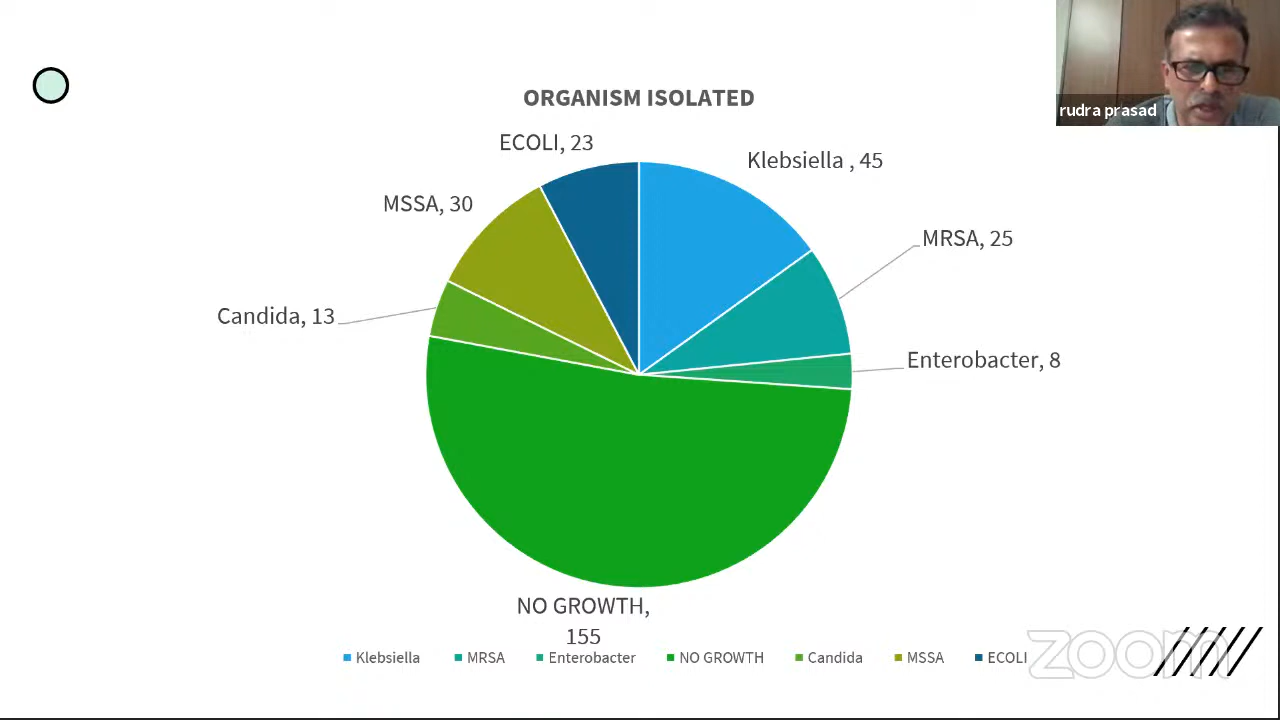 rudra prasad
ORGANISM ISOLATED
ECOLI, 23
Klebsiella , 45
MSSA, 30
MRSA, 25
Candida, 13
Enterobacter, 8
NO GROWTH,
155
Klebsiella MRSA Enterobacter NO GROWTH Candida MSSA ECOLI
zoom